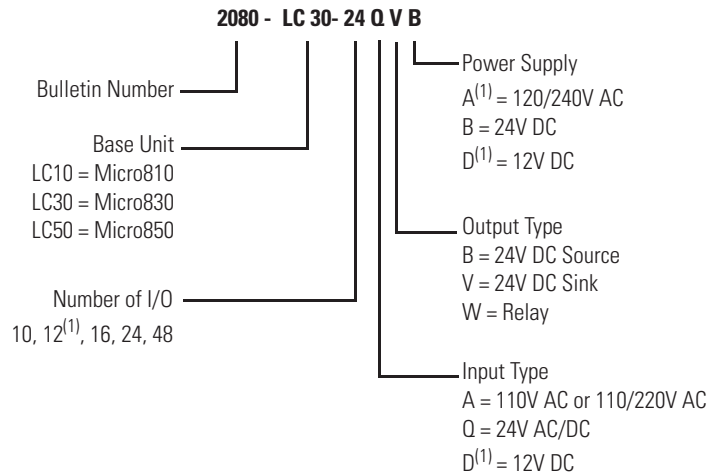 2080 - LC 30- 24 Q V B
Bulletin Number
Base Unit
LC10 = Micro810
LC30 = Micro830
LC50 = Micro850
Number of I/O
10, 12(1), 16, 24, 48
Power Supply
A(1) = 120/240V AC
B = 24V DC
D(1) = 12V DC
Output Type
B = 24V DC Source
V = 24V DC Sink
W = Relay
Input Type
A = 110V AC or 110/220V AC
Q = 24V AC/DC
D(1) = 12V DC